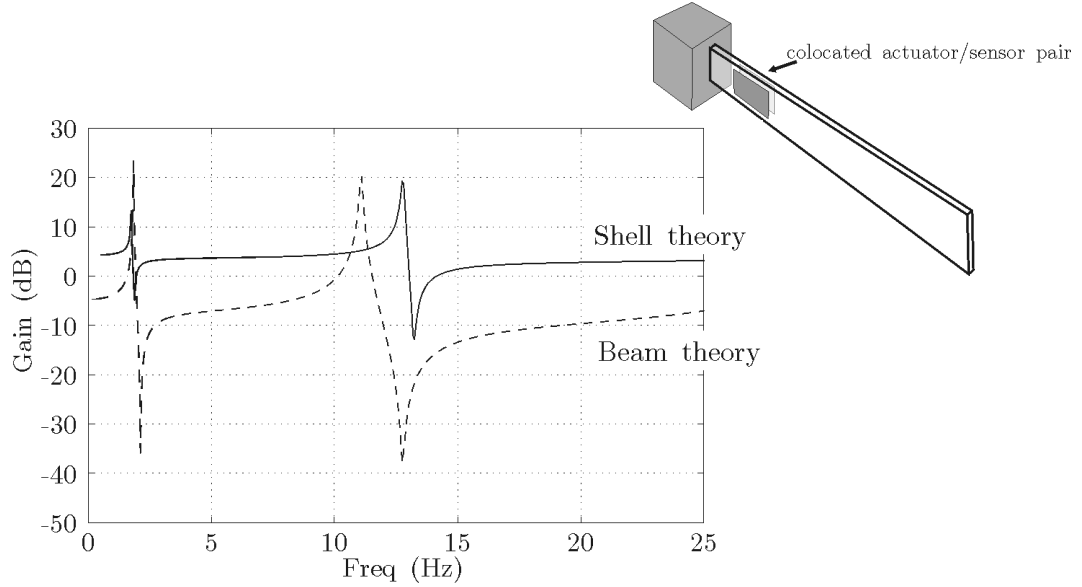 colocated actuator/sensor pair
30
20
10
0
-10
-20
-30
-40
-50
Gain (dB)
Shell theory
Beam theory
0 5 10 15 20 25
Freq (Hz)